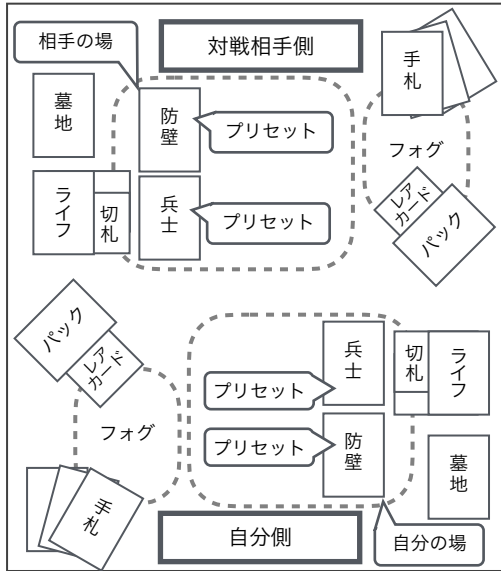 相手の場
対戦相手側
手札
墓地
防壁
プリセット
フォグ
ライフ
切札
兵士
プリセット
レアカード
パック
パック
レアカード
兵士
切札
ライフ
プリセット
フォグ
プリセット
防壁
墓地
手札
自分側
自分の場